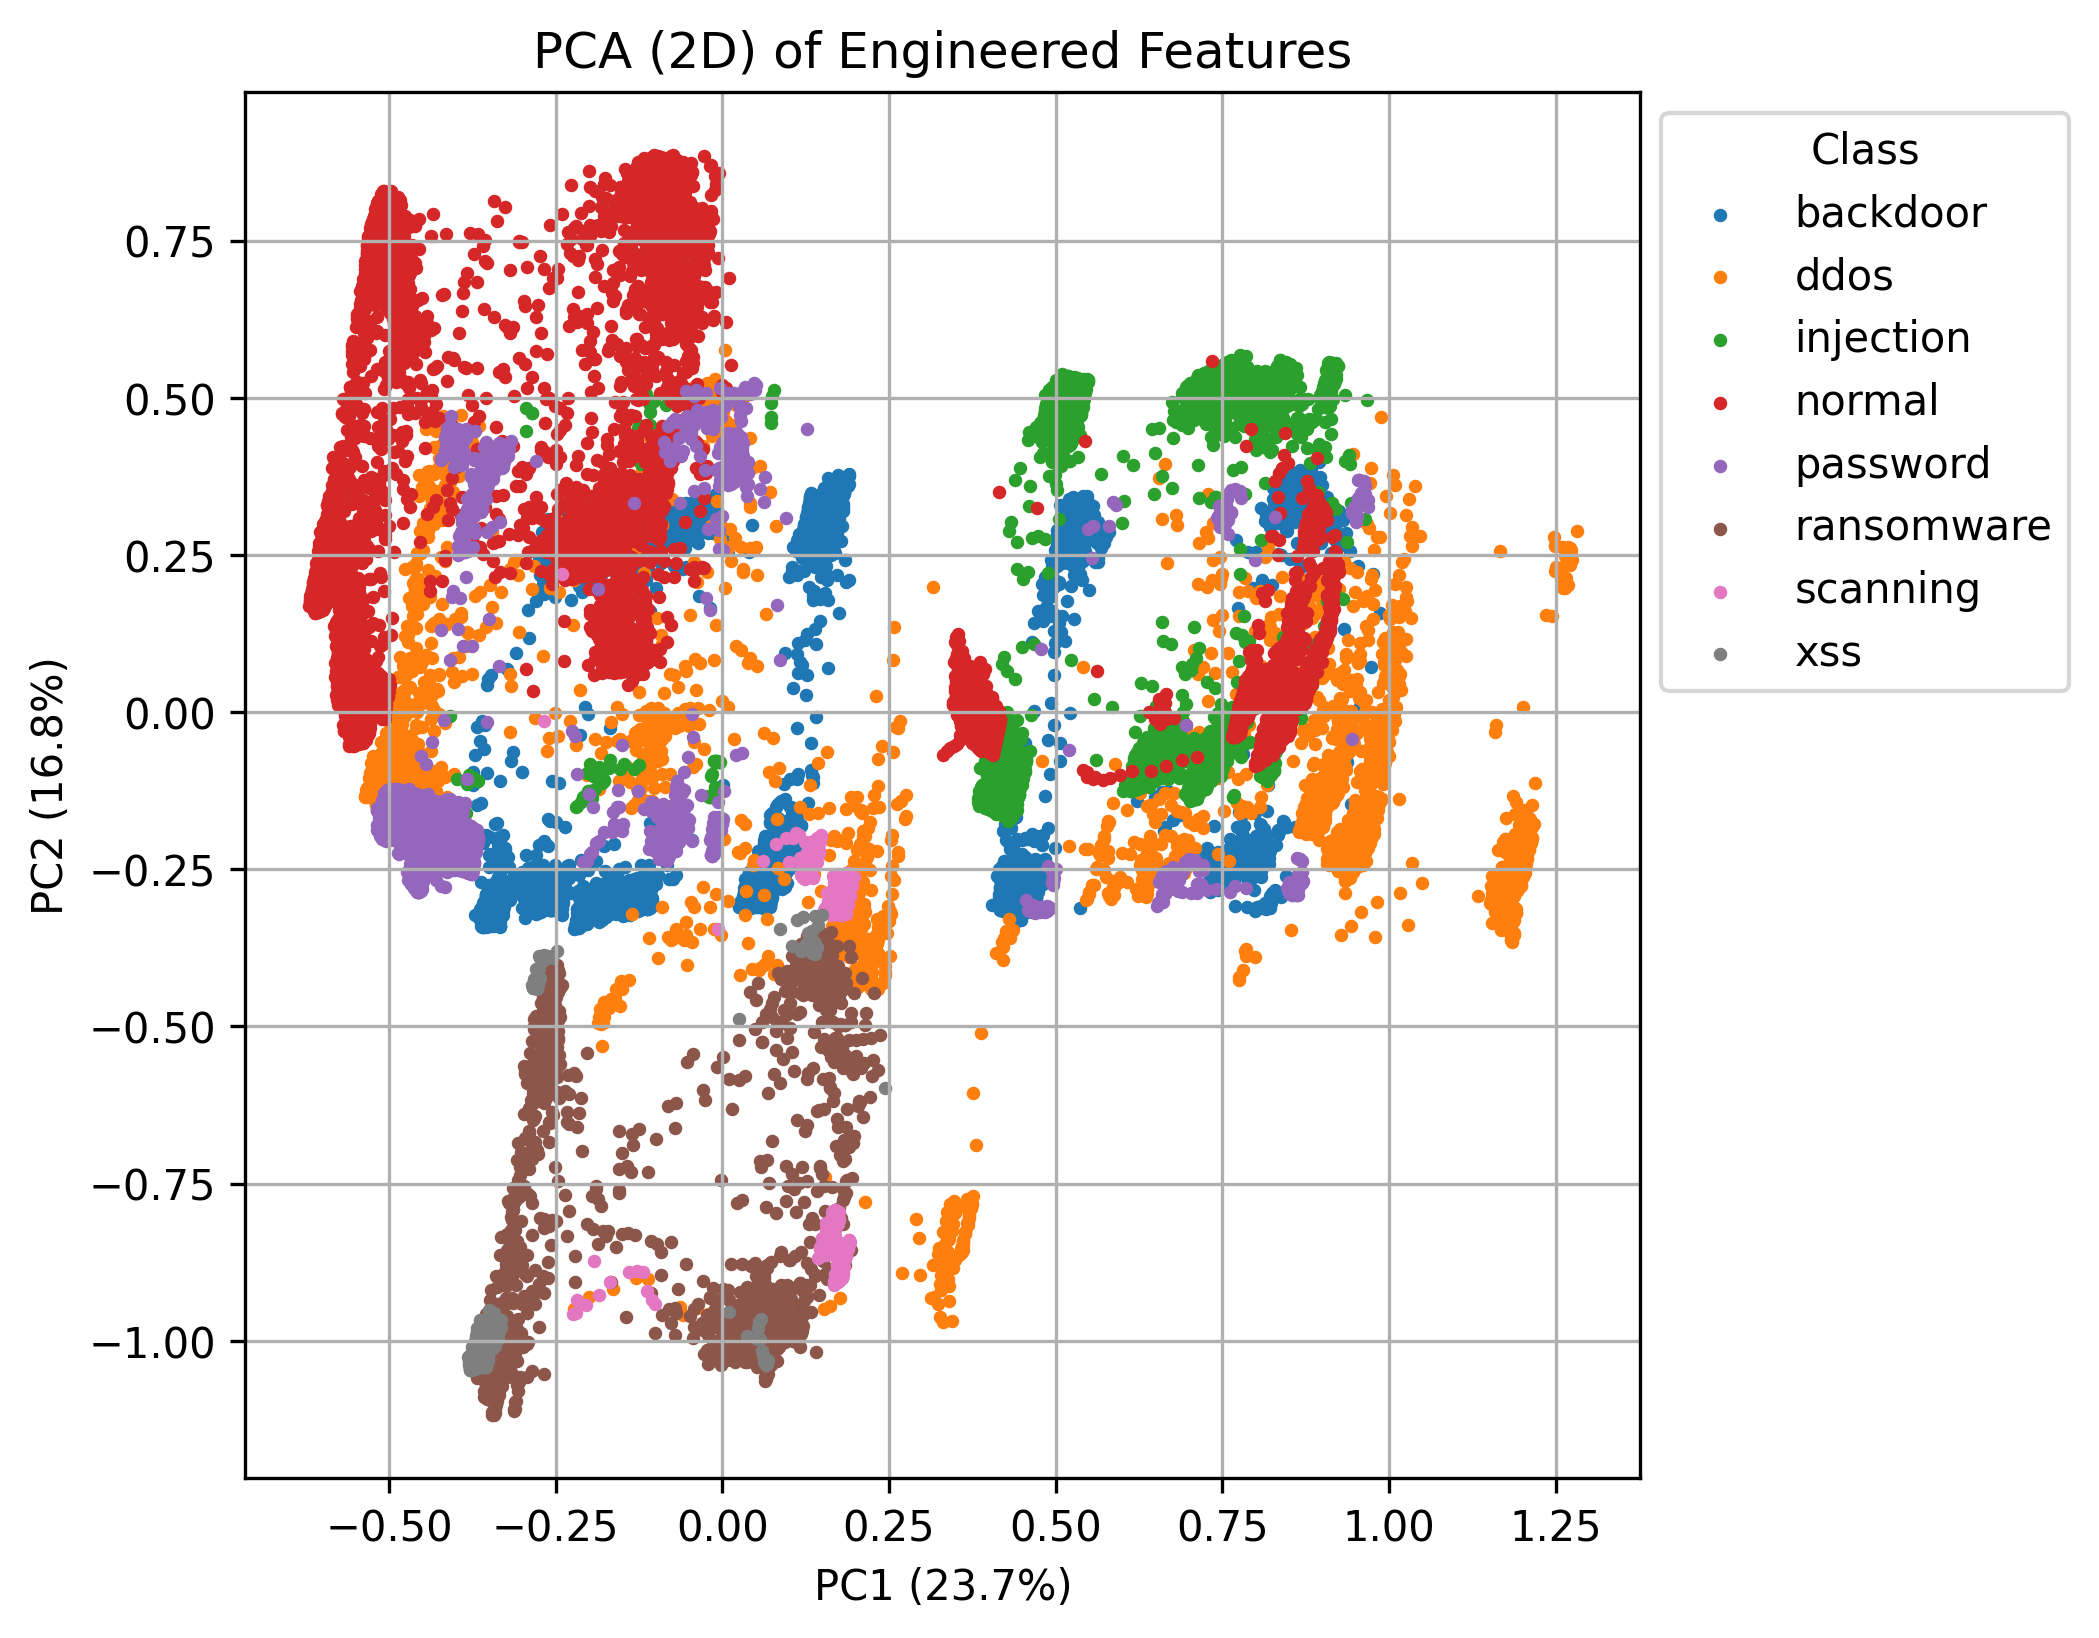 PCA (2D) of Engineered Features
Class
backdoor
ddos
injection
normal
password
ransomware
scanning
xss
PC2 (16.8%)
0.75
0.50
0.25
0.00
−0.25
−0.50
−0.75
−1.00
−0.50 −0.25 0.00 0.25 0.50 0.75 1.00 1.25
PC1 (23.7%)